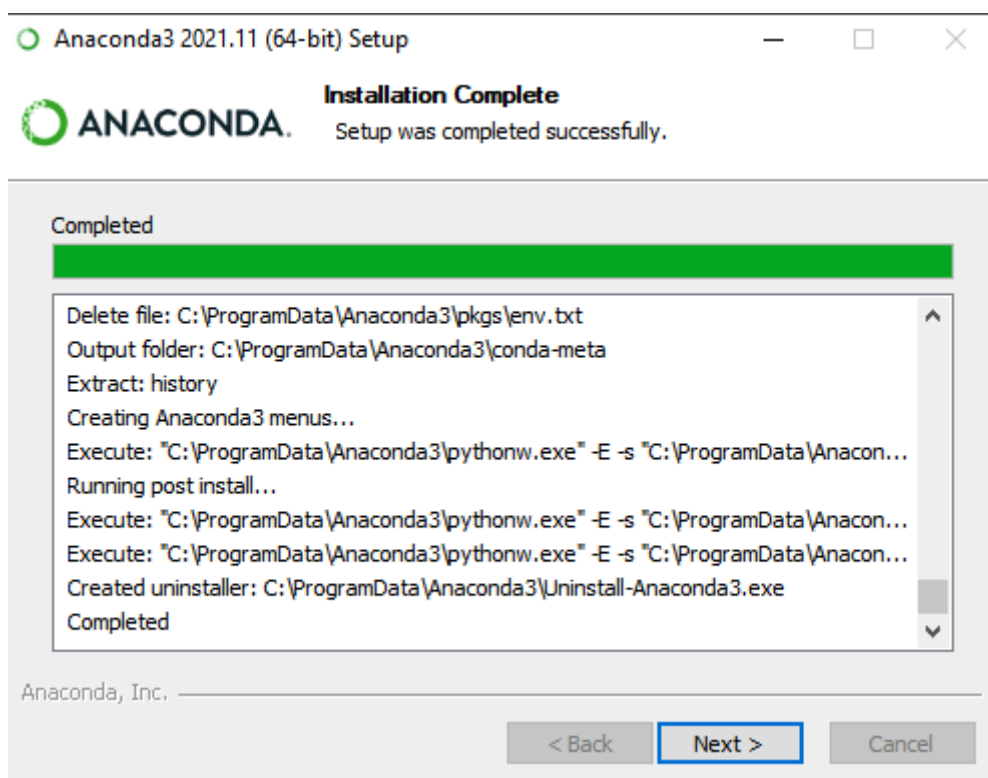 Anaconda3 2021.11 (64-bit) Setup
ANACONDA.
Installation Complete
Setup was completed successfully.
Completed
Delete file: C:\ProgramData\Anaconda3\pkgs\env.txt
Output folder: C:\ProgramData\Anaconda3\conda-meta
Extract: history
Creating Anaconda3 menus...
Execute: "C:\ProgramData\Anaconda3\pythonw.exe" -E -s "C:\ProgramData\Anacon...
Running post install...
Execute: "C:\ProgramData\Anaconda3\pythonw.exe" -E -s "C:\ProgramData\Anacon...
Execute: "C:\ProgramData\Anaconda3\pythonw.exe" -E -s "C:\ProgramData\Anacon...
Created uninstaller: C:\ProgramData\Anaconda3\Uninstall-Anaconda3.exe
Completed
Anaconda, Inc.
< Back Next > Cancel